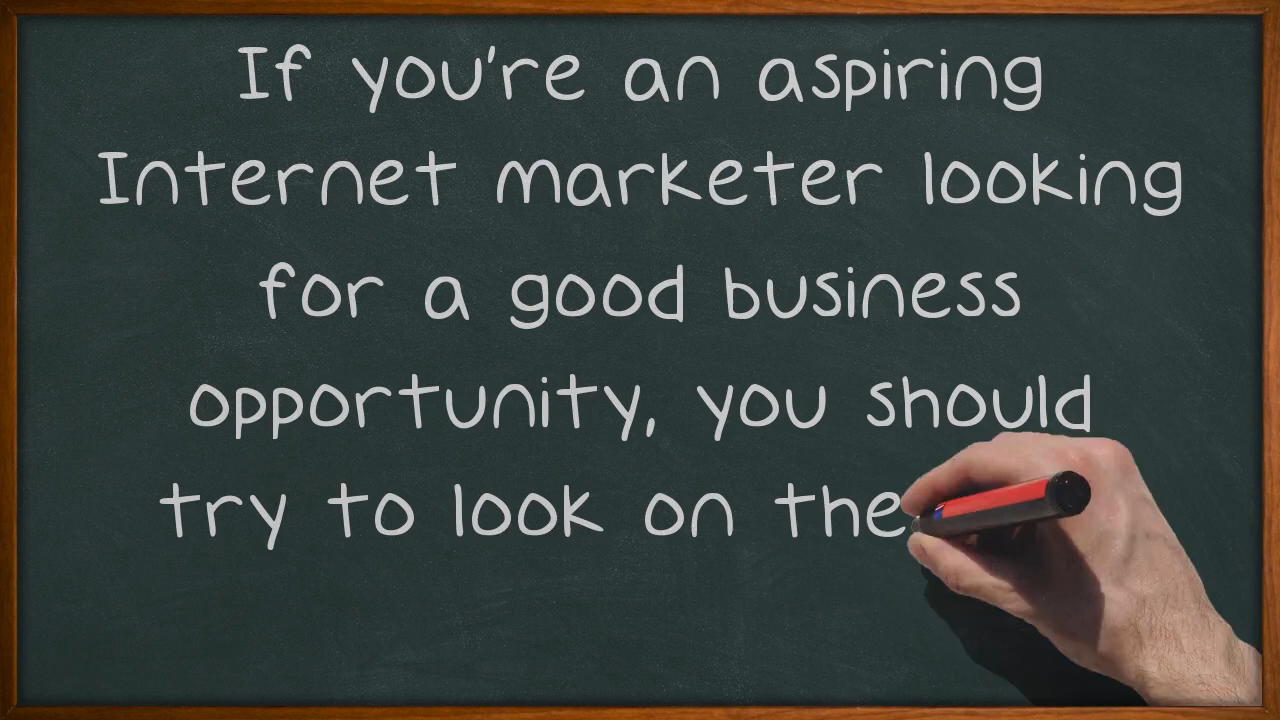 If you're an aspiring
Internet marketer looking
for a good business
opportunity, you should
try to look on the